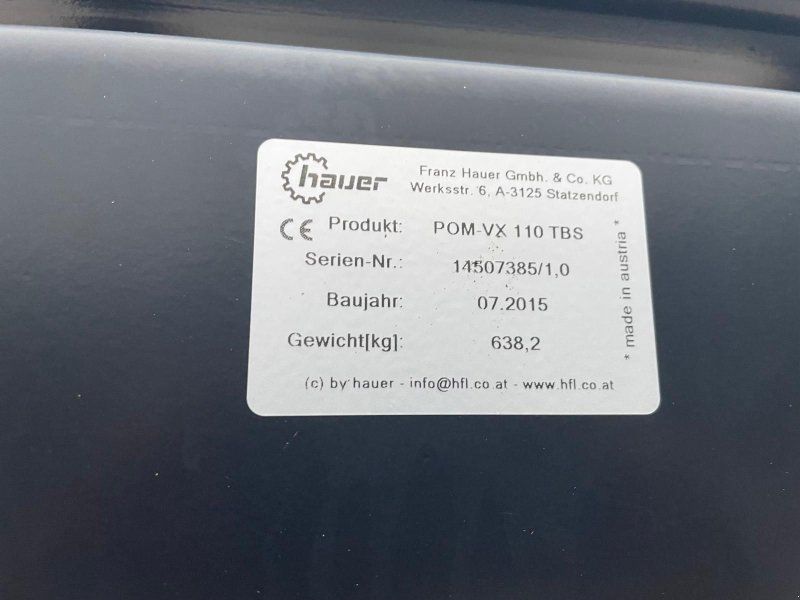 hauer
Franz Hauer Gmbh. & Co. KG
Werksstr. 6, A-3125 Statzendorf
CE Produkt: POM-VX 110 TBS
Serien-Nr.: 14507385/1,0
Baujahr: 07.2015
Gewicht[kg]: 638,2
(c) by hauer - info@hfl.co.at - www.hfl.co.at
* made in austria *